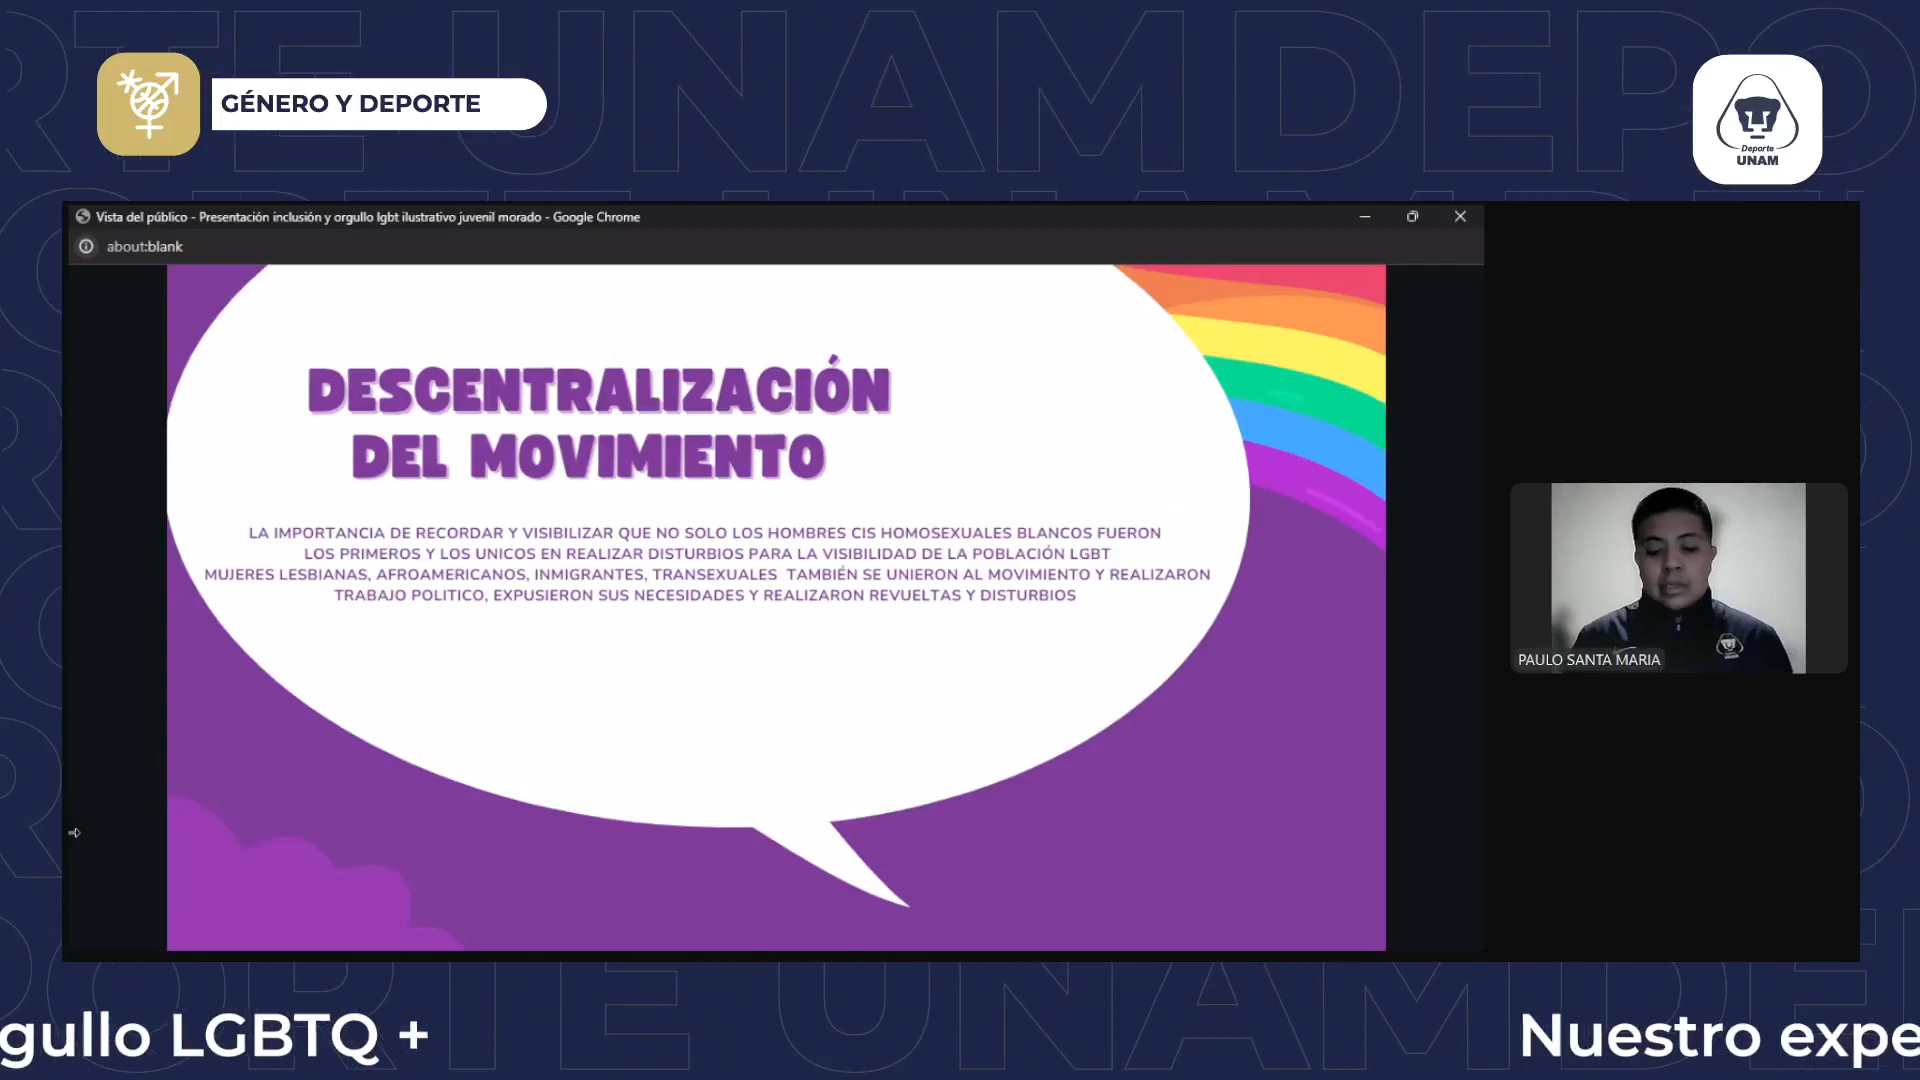 GÉNERO Y DEPORTE
Deporte
UNAM
Vista del público - Presentación inclusión y orgullo lgbt ilustrativo juvenil morado - Google Chrome
about:blank
DESCENTRALIZACIÓN
DEL MOVIMIENTO
LA IMPORTANCIA DE RECORDAR Y VISIBILIZAR QUE NO SOLO LOS HOMBRES CIS HOMOSEXUALES BLANCOS FUERON
LOS PRIMEROS Y LOS UNICOS EN REALIZAR DISTURBIOS PARA LA VISIBILIDAD DE LA POBLACIÓN LGBT
MUJERES LESBIANAS, AFROAMERICANOS, INMIGRANTES, TRANSEXUALES TAMBIÉN SE UNIERON AL MOVIMIENTO Y REALIZARON
TRABAJO POLITICO, EXPUSIERON SUS NECESIDADES Y REALIZARON REVUELTAS Y DISTURBIOS
PAULO SANTA MARIA
gullo LGBTQ + Nuestro expe